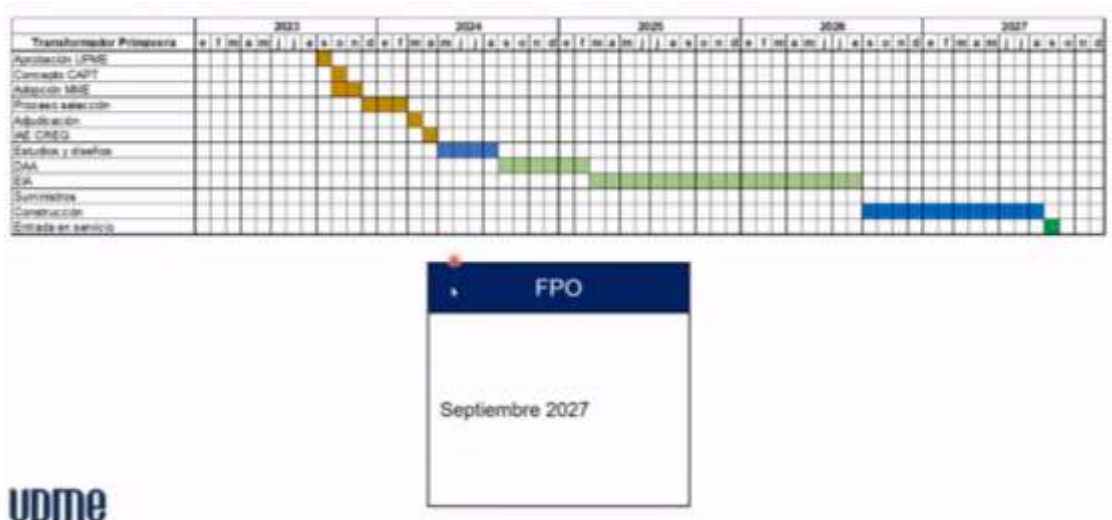 2023 2024 2025 2026 2027
Transformador Primavera e f m a m j j a s o n d e f m a m j j a s o n d e f m a m j j a s o n d e f m a m j j a s o n d e f m a m j j a s o n d
Aprobación UPME
Concepto CAPT
Adopción MME
Proceso selección
Adjudicación
IAE CREG
Estudios y diseños
DAA
EIA
Suministros
Construcción
Entrada en servicio
FPO
Septiembre 2027
upme